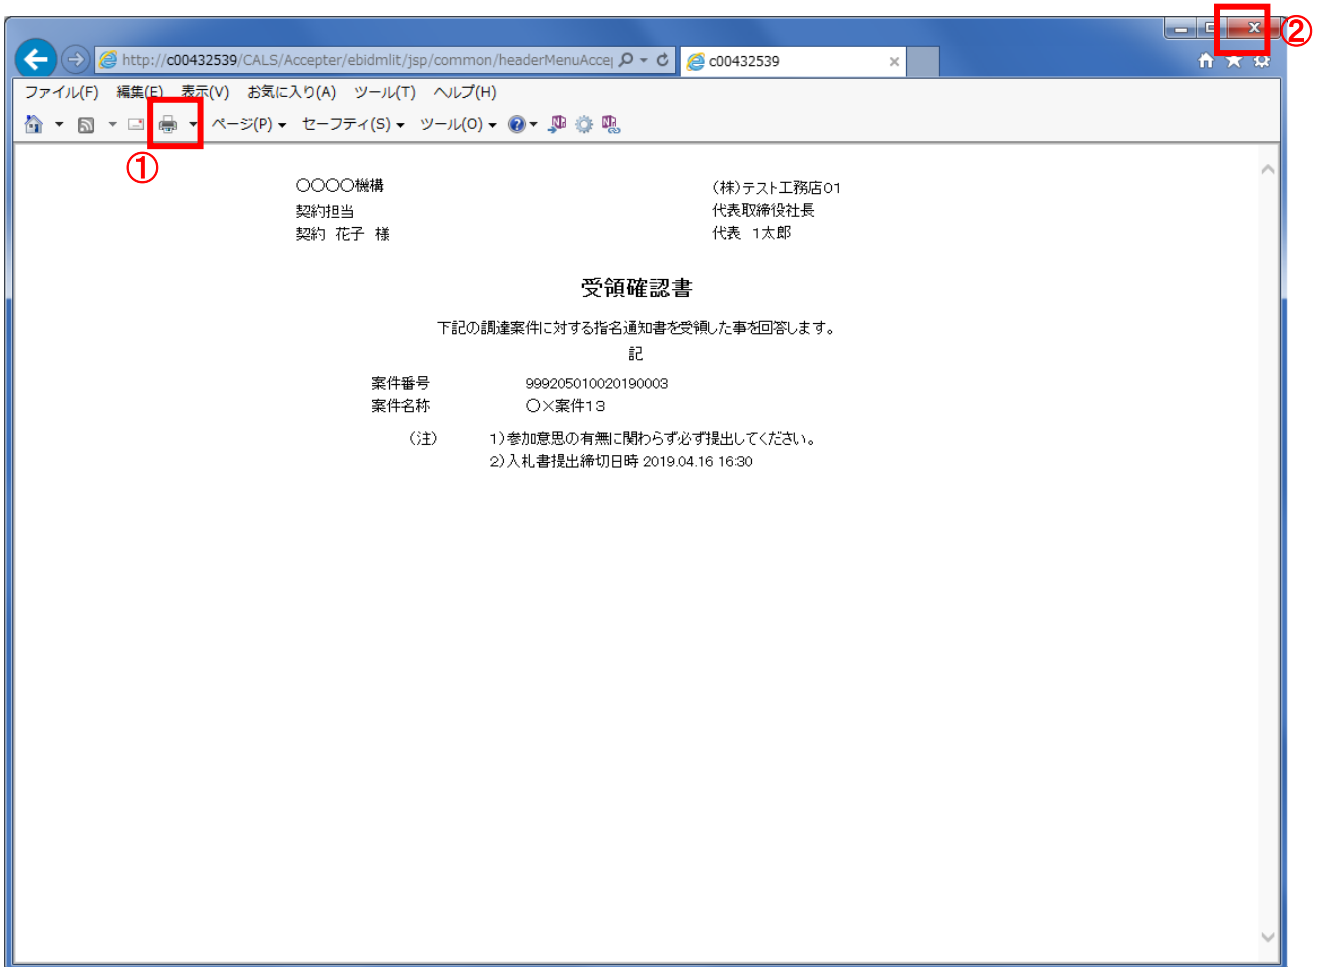 ②
http://c00432539/CALS/Accepter/ebidmlit/jsp/common/headerMenuAcce
c00432539
ファイル(F) 編集(E) 表示(V) お気に入り(A) ツール(T) ヘルプ(H)
ページ(P) セーフティ(S) ツール(O)
①
〇〇〇〇機構
(株)テスト工務店01
契約担当
代表取締役社長
契約 花子 様
代表 1太郎
受領確認書
下記の調達案件に対する指名通知書を受領した事を回答します。
記
案件番号 999205010020190003
案件名称 〇×案件13
(注) 1)参加意思の有無に関わらず必ず提出してください。
2)入札書提出締切日時 2019.04.16 16:30